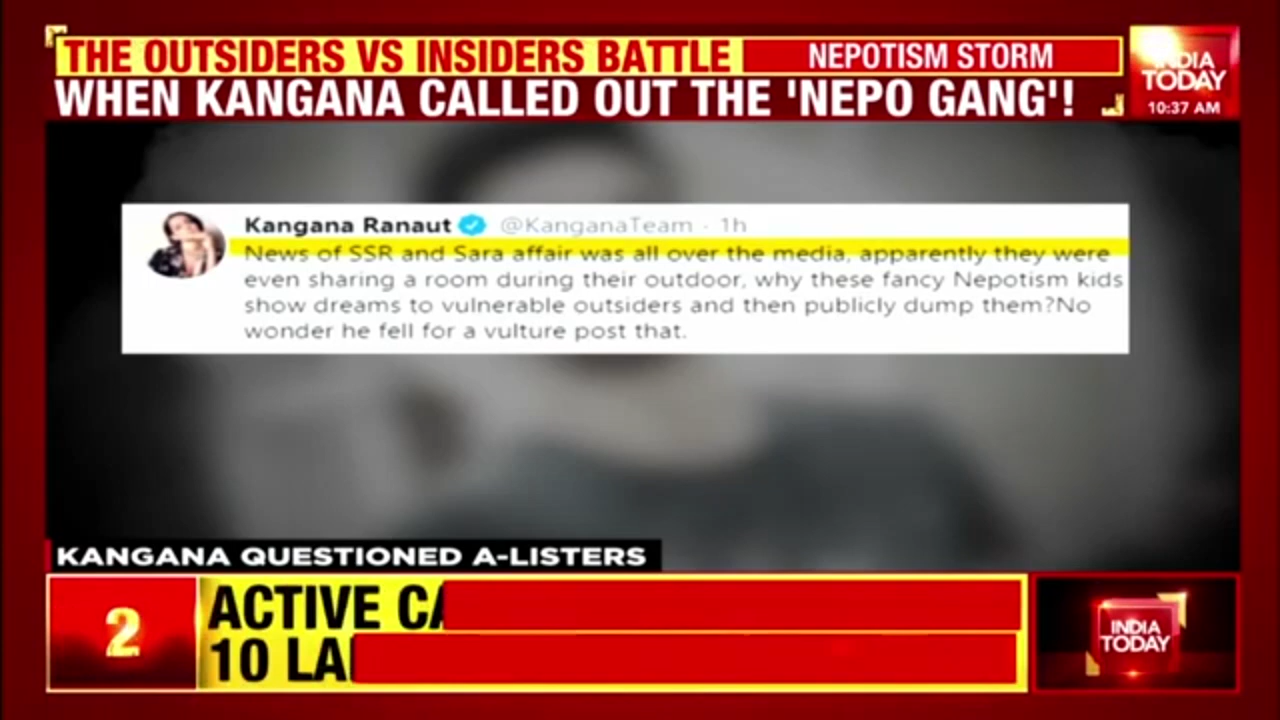 THE OUTSIDERS VS INSIDERS BATTLE
NEPOTISM STORM
WHEN KANGANA CALLED OUT THE 'NEPO GANG'!
INDIA
TODAY
10:37 AM
Kangana Ranaut @KanganaTeam · 1h
News of SSR and Sara affair was all over the media, apparently they were
even sharing a room during their outdoor, why these fancy Nepotism kids
show dreams to vulnerable outsiders and then publicly dump them?No
wonder he fell for a vulture post that.
KANGANA QUESTIONED A-LISTERS
2
ACTIVE
10
INDIA
TODAY